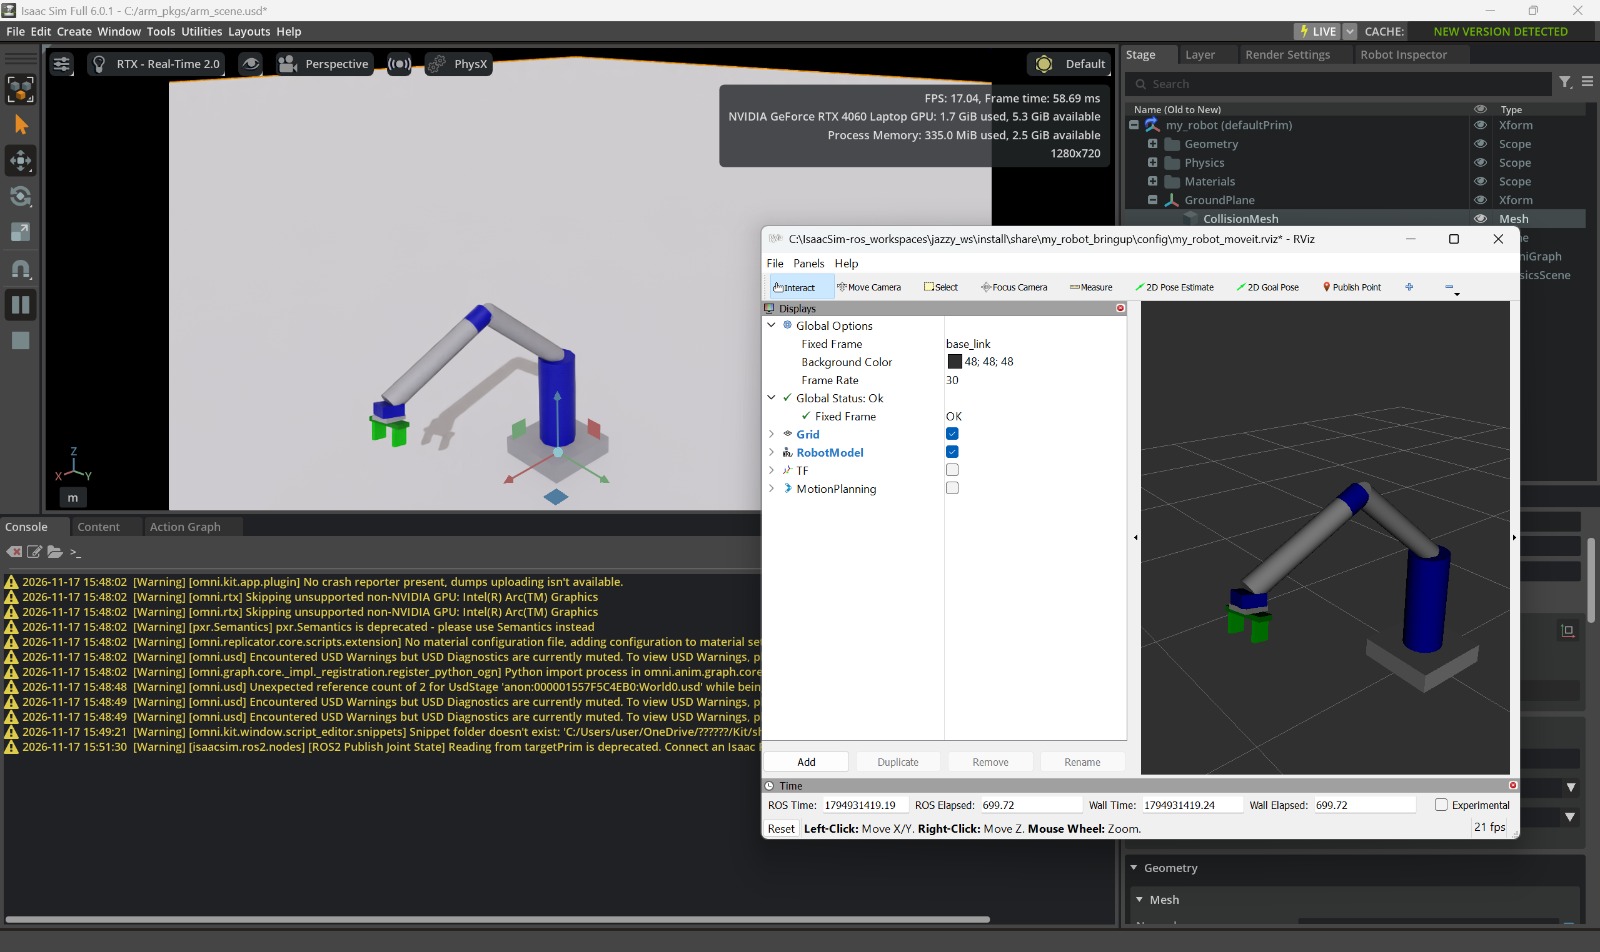 Isaac Sim Full 6.0.1 - C:/arm_pkgs/arm_scene.usd*
File Edit Create Window Tools Utilities Layouts Help
LIVE CACHE: NEW VERSION DETECTED
RTX - Real-Time 2.0 Perspective PhysX Default
FPS: 17.04, Frame time: 58.69 ms
NVIDIA GeForce RTX 4060 Laptop GPU: 1.7 GiB used, 5.3 GiB available
Process Memory: 335.0 MiB used, 2.5 GiB available
1280x720
Z
X Y
m
Stage Layer Render Settings Robot Inspector
Search
Name (Old to New) Type
my_robot (defaultPrim) Xform
Geometry Scope
Physics Scope
Materials Scope
GroundPlane Xform
CollisionMesh Mesh
ne
niGraph
sicsScene
C:\IsaacSim-ros_workspaces\jazzy_ws\install\share\my_robot_bringup\config\my_robot_moveit.rviz* - RViz
File Panels Help
Interact Move Camera Select Focus Camera Measure 2D Pose Estimate 2D Goal Pose Publish Point
Displays
Global Options
Fixed Frame base_link
Background Color 48; 48; 48
Frame Rate 30
Global Status: Ok
Fixed Frame OK
Grid
RobotModel
TF
MotionPlanning
Add Duplicate Remove Rename
Time
ROS Time: 1794931419.19 ROS Elapsed: 699.72 Wall Time: 1794931419.24 Wall Elapsed: 699.72 Experimental
Reset Left-Click: Move X/Y. Right-Click: Move Z. Mouse Wheel: Zoom. 21 fps
Console Content Action Graph
2026-11-17 15:48:02 [Warning] [omni.kit.app.plugin] No crash reporter present, dumps uploading isn't available.
2026-11-17 15:48:02 [Warning] [omni.rtx] Skipping unsupported non-NVIDIA GPU: Intel(R) Arc(TM) Graphics
2026-11-17 15:48:02 [Warning] [omni.rtx] Skipping unsupported non-NVIDIA GPU: Intel(R) Arc(TM) Graphics
2026-11-17 15:48:02 [Warning] [pxr.Semantics] pxr.Semantics is deprecated - please use Semantics instead
2026-11-17 15:48:02 [Warning] [omni.replicator.core.scripts.extension] No material configuration file, adding configuration to material se
2026-11-17 15:48:02 [Warning] [omni.usd] Encountered USD Warnings but USD Diagnostics are currently muted. To view USD Warnings, p
2026-11-17 15:48:02 [Warning] [omni.graph.core._impl._registration.register_python_ogn] Python import process in omni.anim.graph.core
2026-11-17 15:48:48 [Warning] [omni.usd] Unexpected reference count of 2 for UsdStage 'anon:000001557F5C4EB0:World0.usd' while bein
2026-11-17 15:48:49 [Warning] [omni.usd] Encountered USD Warnings but USD Diagnostics are currently muted. To view USD Warnings, p
2026-11-17 15:48:49 [Warning] [omni.usd] Encountered USD Warnings but USD Diagnostics are currently muted. To view USD Warnings, p
2026-11-17 15:49:21 [Warning] [omni.kit.window.script_editor.snippets] Snippet folder doesn't exist: 'C:/Users/user/OneDrive/??????/Kit/sh
2026-11-17 15:51:30 [Warning] [isaacsim.ros2.nodes] [ROS2 Publish Joint State] Reading from targetPrim is deprecated. Connect an Isaac
Geometry
Mesh